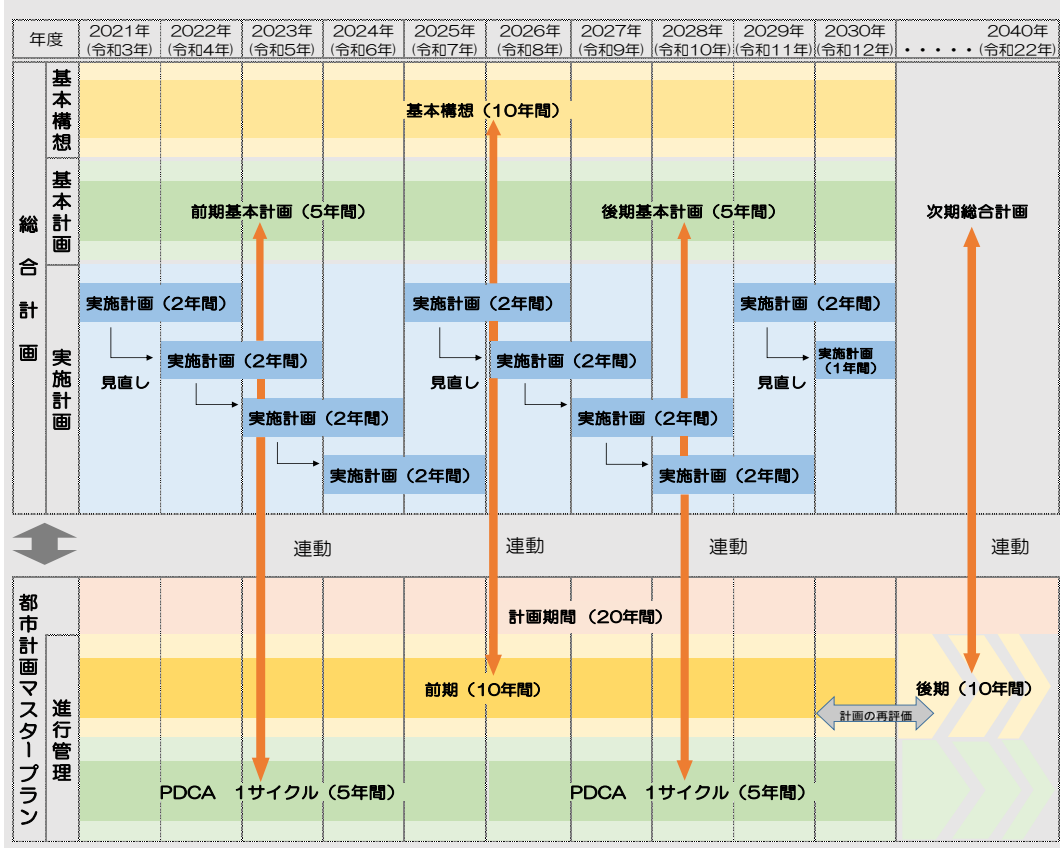 年度
2021年
(令和3年)
2022年
(令和4年)
2023年
(令和5年)
2024年
(令和6年)
2025年
(令和7年)
2026年
(令和8年)
2027年
(令和9年)
2028年
(令和10年)
2029年
(令和11年)
2030年
(令和12年)
・・・・・
2040年
(令和22年)
総合計画
基本構想
基本構想（10年間）
基本計画
前期基本計画（5年間）
後期基本計画（5年間）
次期総合計画
実施計画
実施計画（2年間）
実施計画（2年間）
実施計画（2年間）
実施計画（2年間）
実施計画（2年間）
実施計画
（1年間）
見直し
見直し
見直し
実施計画（2年間）
実施計画（2年間）
実施計画（2年間）
実施計画（2年間）
連動
連動
連動
連動
都市計画マスタープラン
計画期間（20年間）
進行管理
前期（10年間）
後期（10年間）
計画の再評価
PDCA　1サイクル（5年間）
PDCA　1サイクル（5年間）